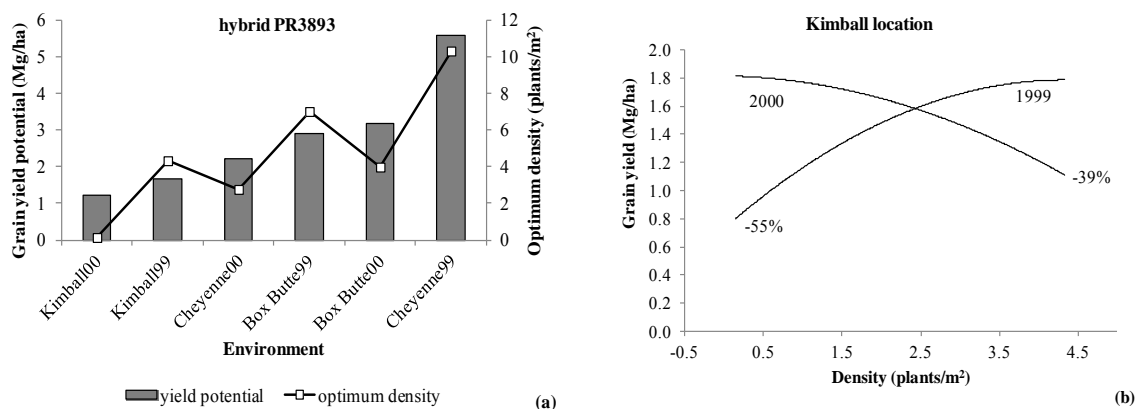 hybrid PR3893
Grain yield potential (Mg/ha)
6
5
4
3
2
1
0
12
10
8
6
4
2
0
Optimum density (plants/m²)
Kimball00
Kimball99
Cheyenne00
Box Butte99
Box Butte00
Cheyenne99
Environment
yield potential
optimum density
(a)
Kimball location
Grain yield (Mg/ha)
2.0
1.8
1.6
1.4
1.2
1.0
0.8
0.6
0.4
0.2
0.0
2000
1999
-39%
-55%
-0.5
0.5
1.5
2.5
3.5
4.5
Density (plants/m²)
(b)